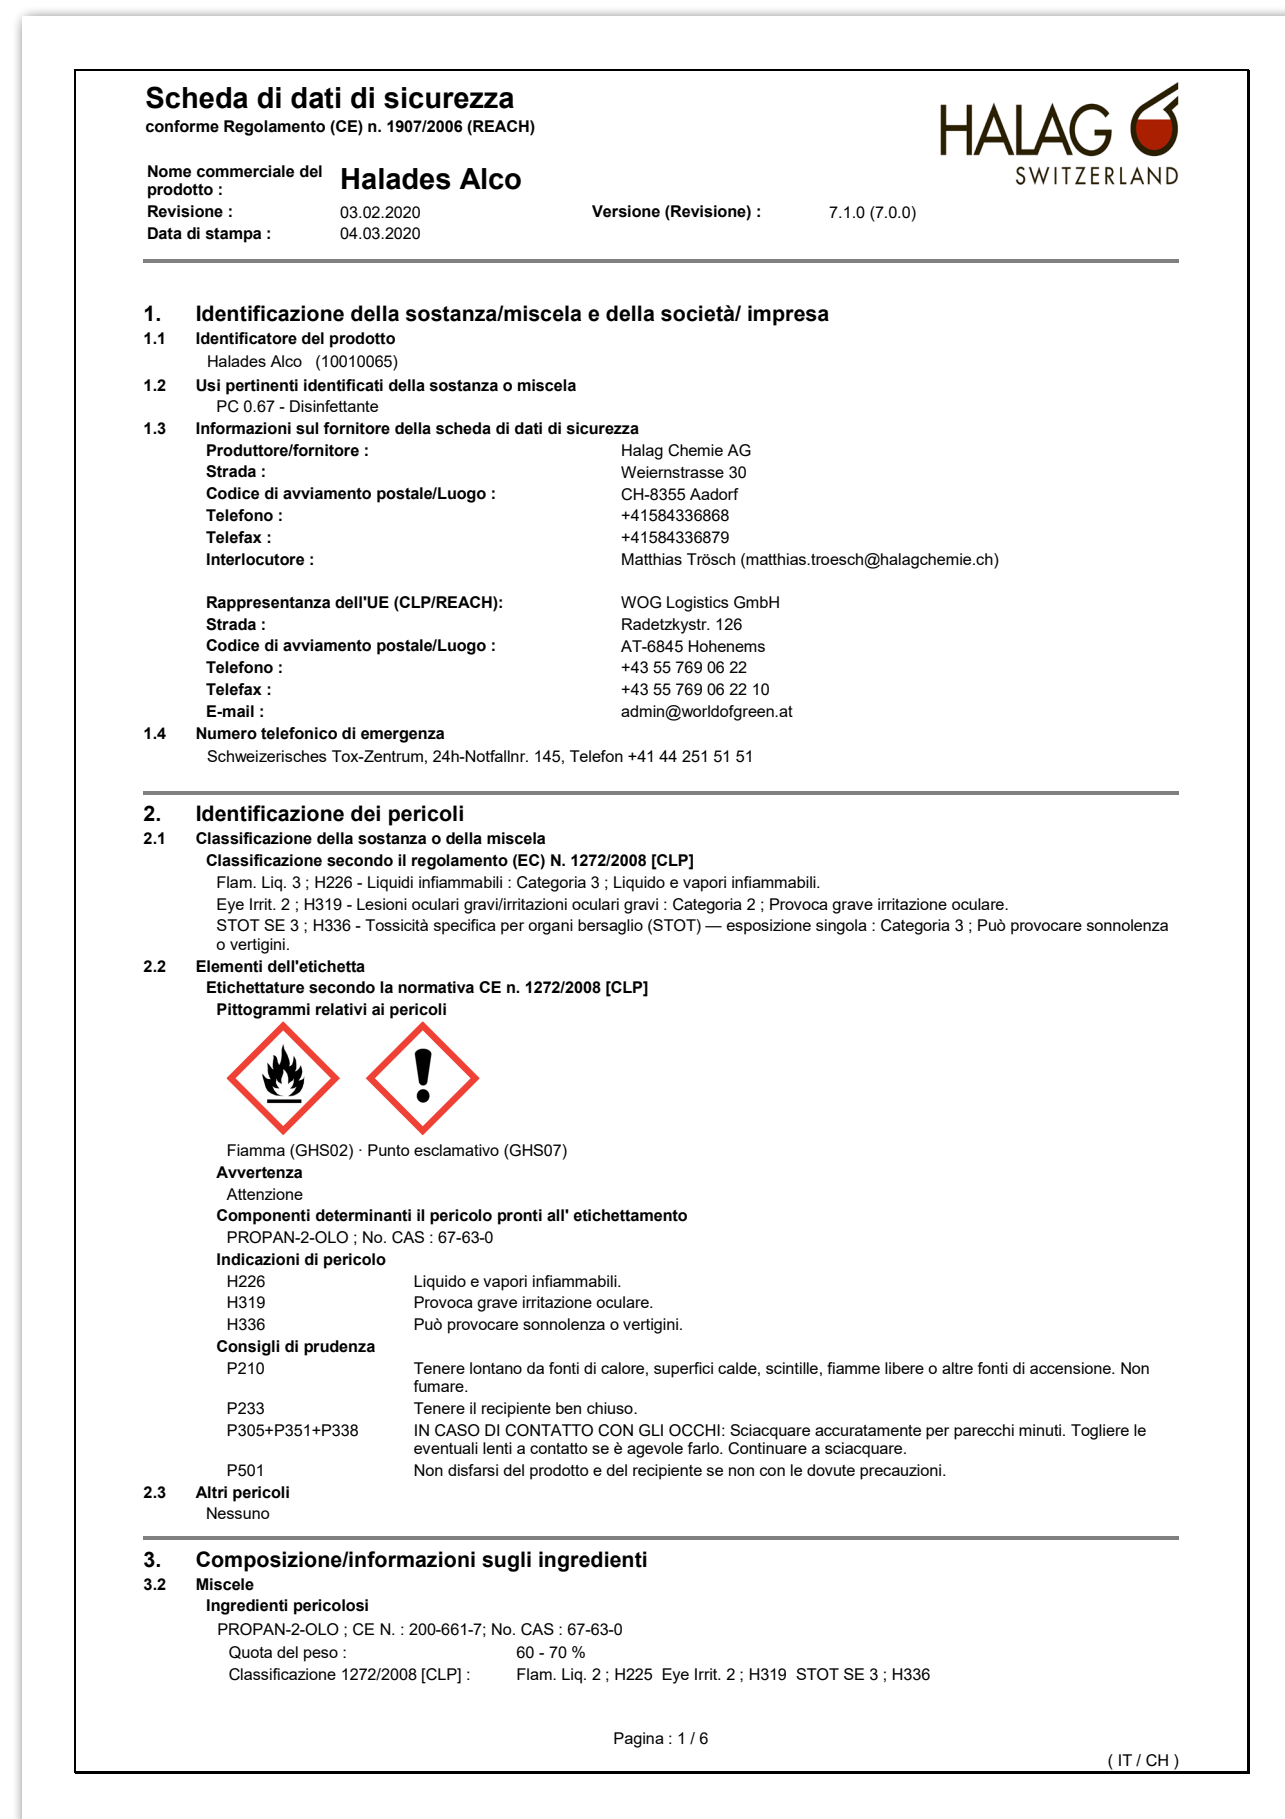 Scheda di dati di sicurezza
conforme Regolamento (CE) n. 1907/2006 (REACH)
HALAG
SWITZERLAND
Nome commerciale del
prodotto :
Halades Alco
Revisione : 03.02.2020 Versione (Revisione) : 7.1.0 (7.0.0)
Data di stampa : 04.03.2020
1. Identificazione della sostanza/miscela e della società/ impresa
1.1 Identificatore del prodotto
Halades Alco (10010065)
1.2 Usi pertinenti identificati della sostanza o miscela
PC 0.67 - Disinfettante
1.3 Informazioni sul fornitore della scheda di dati di sicurezza
Produttore/fornitore : Halag Chemie AG
Strada : Weiernstrasse 30
Codice di avviamento postale/Luogo : CH-8355 Aadorf
Telefono : +41584336868
Telefax : +41584336879
Interlocutore : Matthias Trösch (matthias.troesch@halagchemie.ch)
Rappresentanza dell'UE (CLP/REACH): WOG Logistics GmbH
Strada : Radetzkystr. 126
Codice di avviamento postale/Luogo : AT-6845 Hohenems
Telefono : +43 55 769 06 22
Telefax : +43 55 769 06 22 10
E-mail : admin@worldofgreen.at
1.4 Numero telefonico di emergenza
Schweizerisches Tox-Zentrum, 24h-Notfallnr. 145, Telefon +41 44 251 51 51
2. Identificazione dei pericoli
2.1 Classificazione della sostanza o della miscela
Classificazione secondo il regolamento (EC) N. 1272/2008 [CLP]
Flam. Liq. 3 ; H226 - Liquidi infiammabili : Categoria 3 ; Liquido e vapori infiammabili.
Eye Irrit. 2 ; H319 - Lesioni oculari gravi/irritazioni oculari gravi : Categoria 2 ; Provoca grave irritazione oculare.
STOT SE 3 ; H336 - Tossicità specifica per organi bersaglio (STOT) — esposizione singola : Categoria 3 ; Può provocare sonnolenza
o vertigini.
2.2 Elementi dell'etichetta
Etichettature secondo la normativa CE n. 1272/2008 [CLP]
Pittogrammi relativi ai pericoli
Fiamma (GHS02) · Punto esclamativo (GHS07)
Avvertenza
Attenzione
Componenti determinanti il pericolo pronti all' etichettamento
PROPAN-2-OLO ; No. CAS : 67-63-0
Indicazioni di pericolo
H226 Liquido e vapori infiammabili.
H319 Provoca grave irritazione oculare.
H336 Può provocare sonnolenza o vertigini.
Consigli di prudenza
P210 Tenere lontano da fonti di calore, superfici calde, scintille, fiamme libere o altre fonti di accensione. Non
fumare.
P233 Tenere il recipiente ben chiuso.
P305+P351+P338 IN CASO DI CONTATTO CON GLI OCCHI: Sciacquare accuratamente per parecchi minuti. Togliere le
eventuali lenti a contatto se è agevole farlo. Continuare a sciacquare.
P501 Non disfarsi del prodotto e del recipiente se non con le dovute precauzioni.
2.3 Altri pericoli
Nessuno
3. Composizione/informazioni sugli ingredienti
3.2 Miscele
Ingredienti pericolosi
PROPAN-2-OLO ; CE N. : 200-661-7; No. CAS : 67-63-0
Quota del peso : 60 - 70 %
Classificazione 1272/2008 [CLP] : Flam. Liq. 2 ; H225 Eye Irrit. 2 ; H319 STOT SE 3 ; H336
Pagina : 1 / 6
( IT / CH )